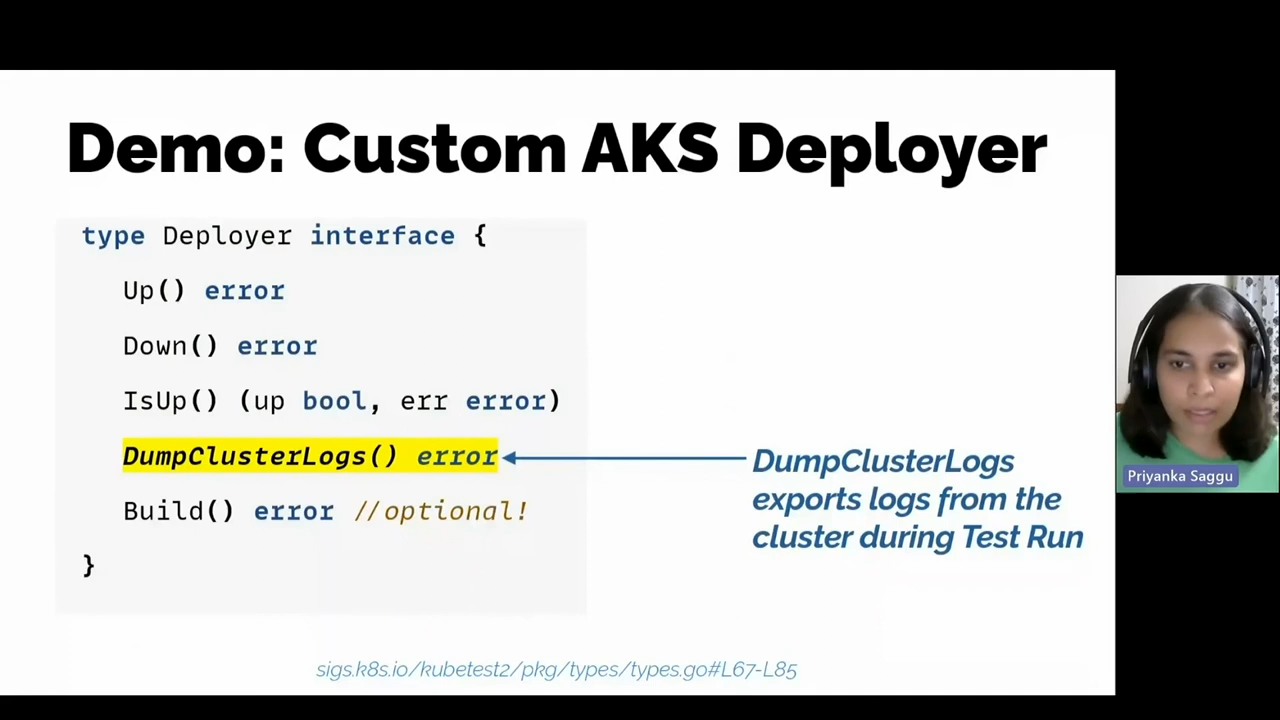 Demo: Custom AKS Deployer
type Deployer interface {
Up() error
Down() error
IsUp() (up bool, err error)
DumpClusterLogs() error
Build() error //optional!
}
DumpClusterLogs
exports logs from the
cluster during Test Run
sigs.k8s.io/kubetest2/pkg/types/types.go#L67-L85
Priyanka Saggu